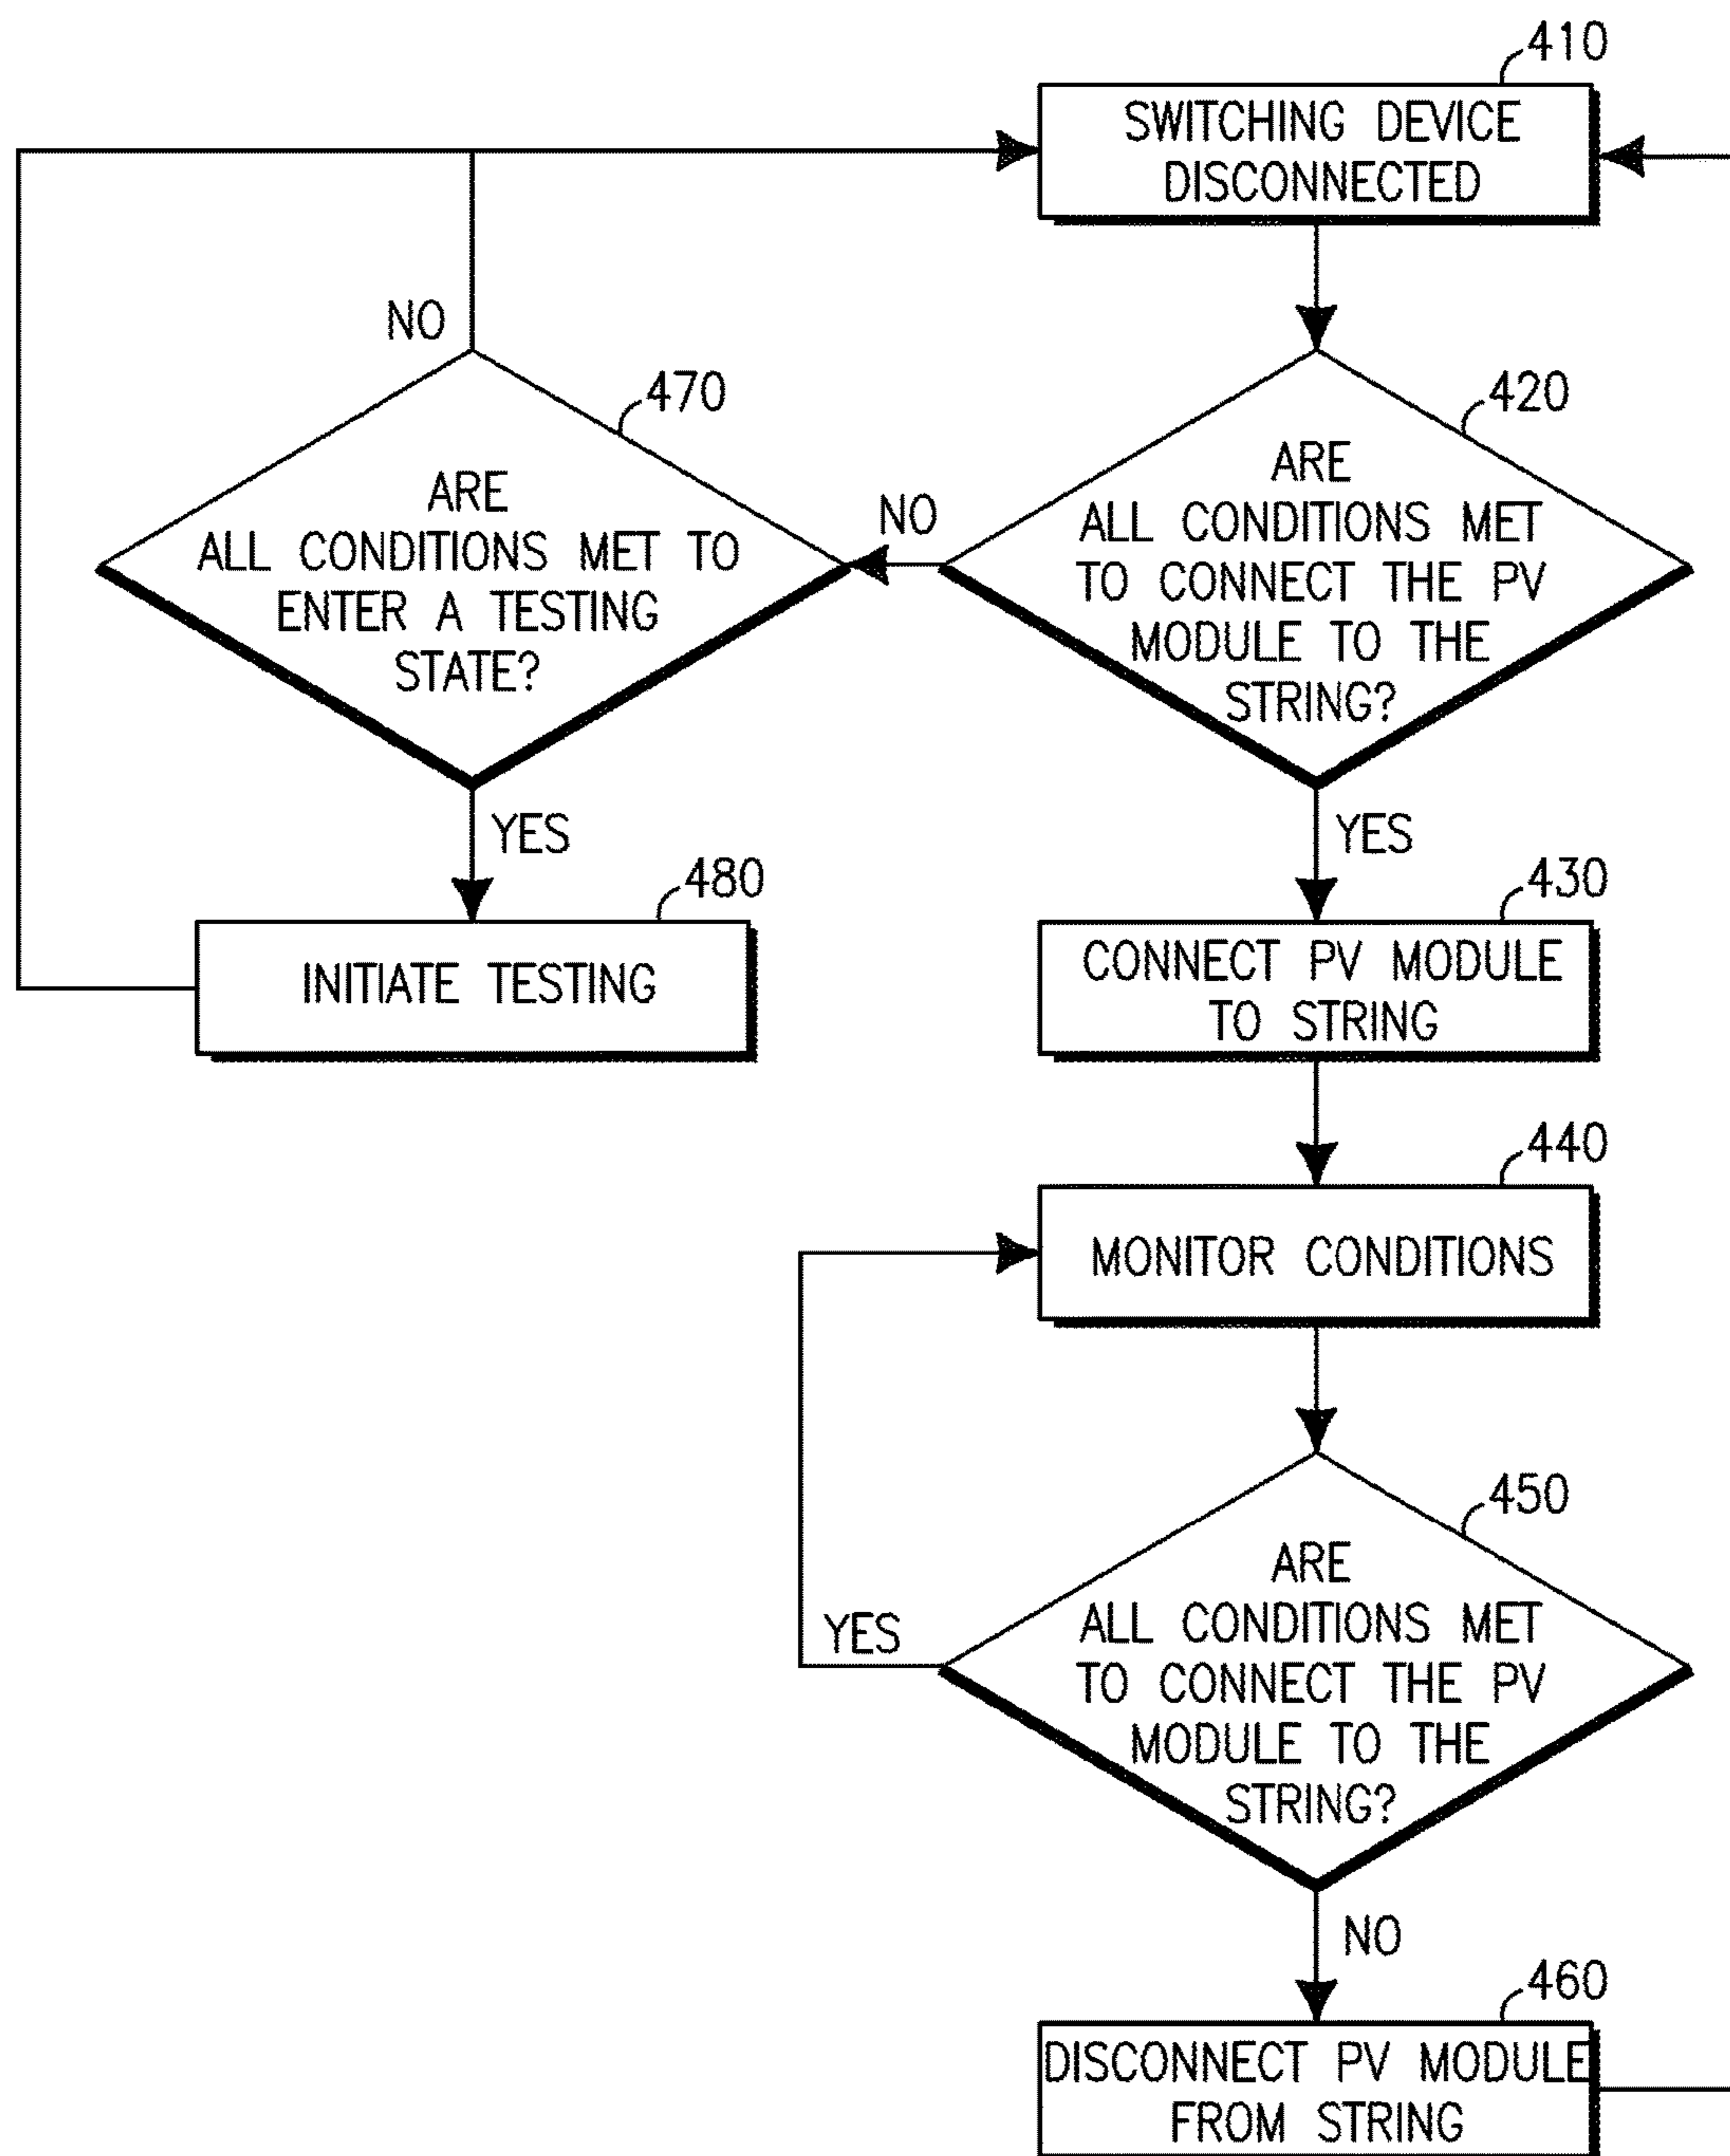 410
SWITCHING DEVICE
DISCONNECTED
NO
470
ARE
ALL CONDITIONS MET TO
ENTER A TESTING
STATE?
NO
420
ARE
ALL CONDITIONS MET
TO CONNECT THE PV
MODULE TO THE
STRING?
YES
480
INITIATE TESTING
YES
430
CONNECT PV MODULE
TO STRING
440
MONITOR CONDITIONS
450
ARE
ALL CONDITIONS MET
TO CONNECT THE PV
MODULE TO THE
STRING?
YES
NO
460
DISCONNECT PV MODULE
FROM STRING